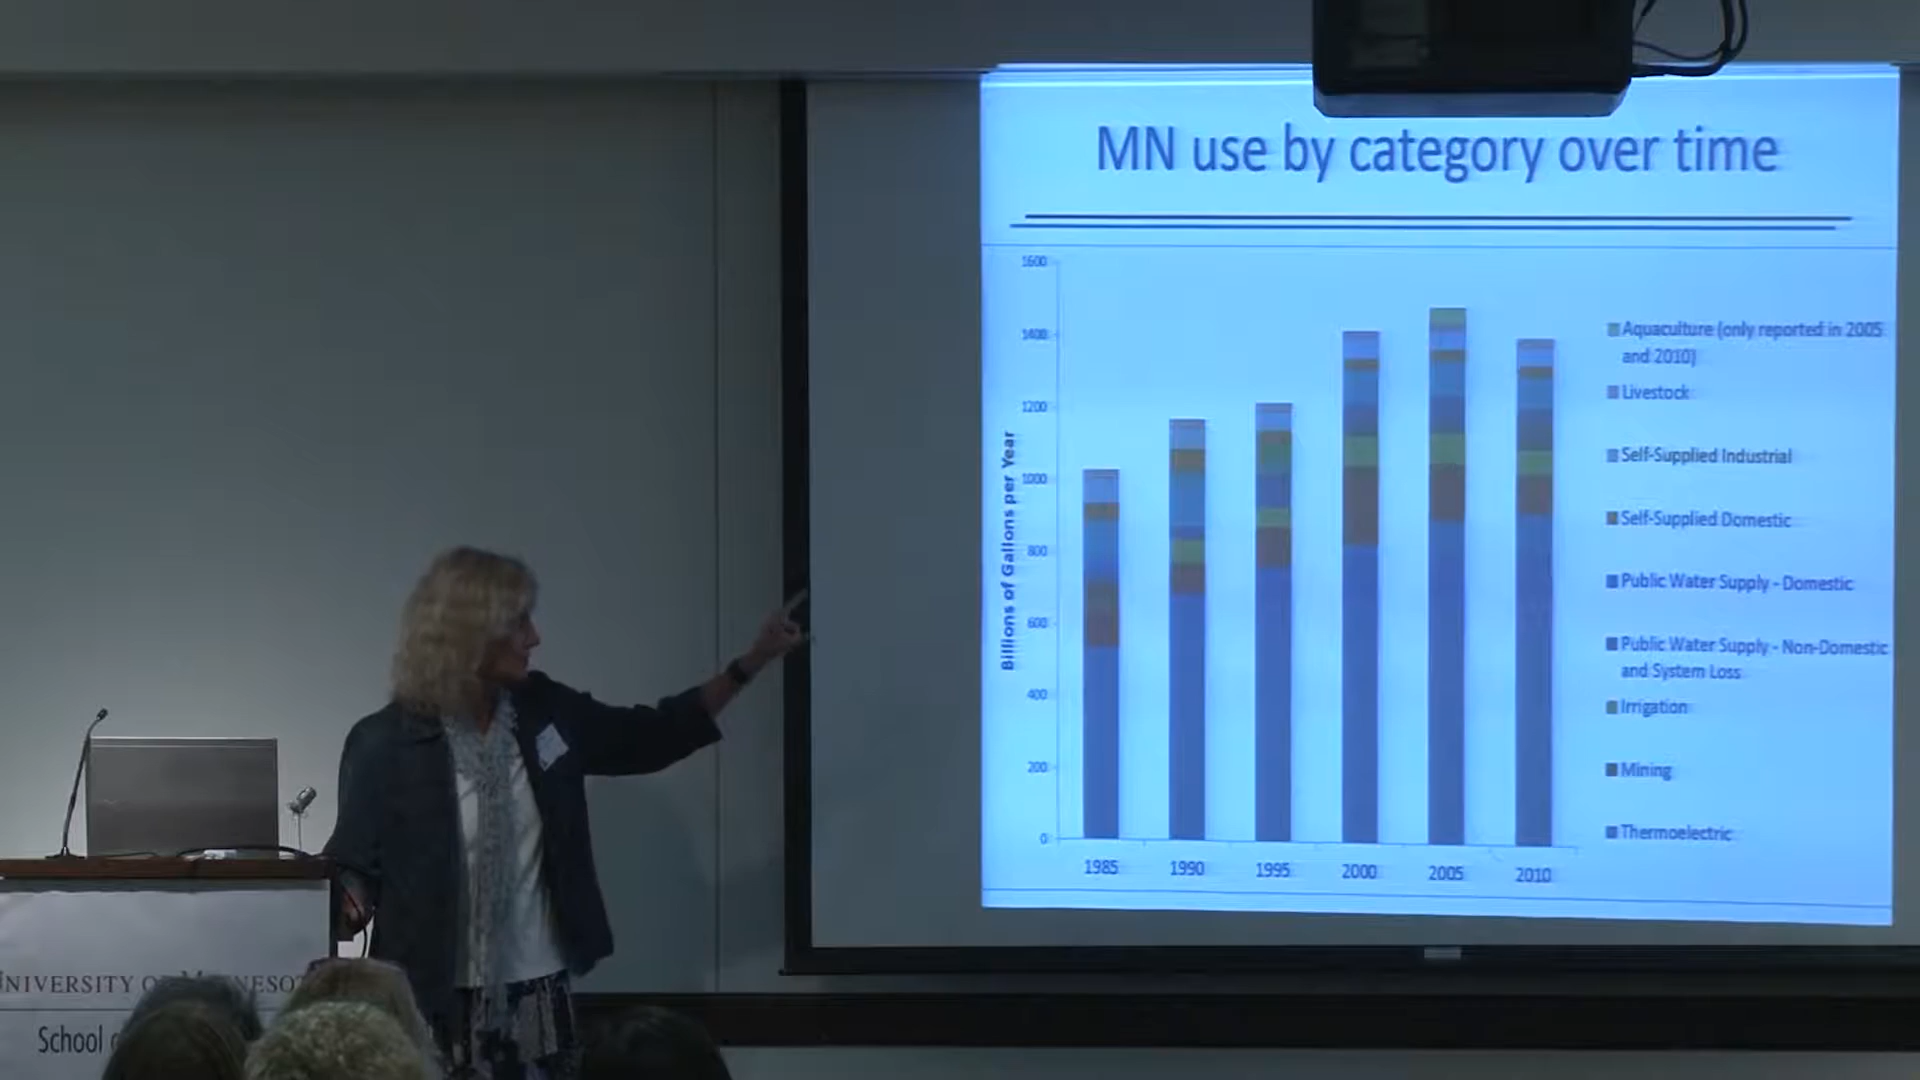 MN use by category over time
Billions of Gallons per Year
1600
1400
1200
1000
800
600
400
200
0
1985 1990 1995 2000 2005 2010
Aquaculture (only reported in 2005
and 2010)
Livestock
Self-Supplied Industrial
Self-Supplied Domestic
Public Water Supply - Domestic
Public Water Supply - Non-Domestic
and System Loss
Irrigation
Mining
Thermoelectric
UNIVERSITY OF MINNESO
School